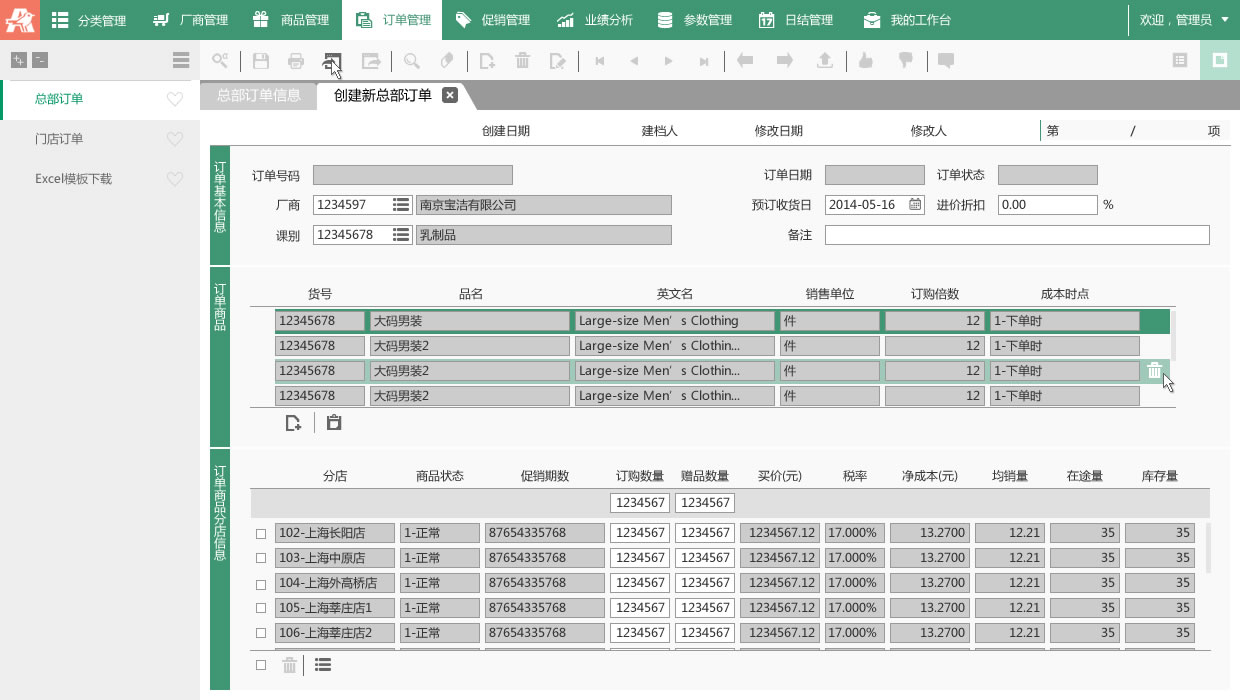 分类管理 厂商管理 商品管理 订单管理 促销管理 业绩分析 参数管理 日结管理 我的工作台 欢迎，管理员
总部订单
门店订单
Excel模板下载
总部订单信息 创建新总部订单
创建日期 建档人 修改日期 修改人 第 / 项
订单基本信息
订单号码 订单日期 订单状态
厂商 1234597 南京宝洁有限公司 预订收货日 2014-05-16 进价折扣 0.00 %
课别 12345678 乳制品 备注
订单商品
货号 品名 英文名 销售单位 订购倍数 成本时点
12345678 大码男装 Large-size Men’s Clothing 件 12 1-下单时
12345678 大码男装2 Large-size Men’s Clothin... 件 12 1-下单时
12345678 大码男装2 Large-size Men’s Clothin... 件 12 1-下单时
12345678 大码男装2 Large-size Men’s Clothin... 件 12 1-下单时
订单商品分店信息
分店 商品状态 促销期数 订购数量 赠品数量 买价(元) 税率 净成本(元) 均销量 在途量 库存量
1234567 1234567
102-上海长阳店 1-正常 87654335768 1234567 1234567 1234567.12 17.000% 13.2700 12.21 35 35
103-上海中原店 1-正常 87654335768 1234567 1234567 1234567.12 17.000% 13.2700 12.21 35 35
104-上海外高桥店 1-正常 87654335768 1234567 1234567 1234567.12 17.000% 13.2700 12.21 35 35
105-上海莘庄店1 1-正常 87654335768 1234567 1234567 1234567.12 17.000% 13.2700 12.21 35 35
106-上海莘庄店2 1-正常 87654335768 1234567 1234567 1234567.12 17.000% 13.2700 12.21 35 35